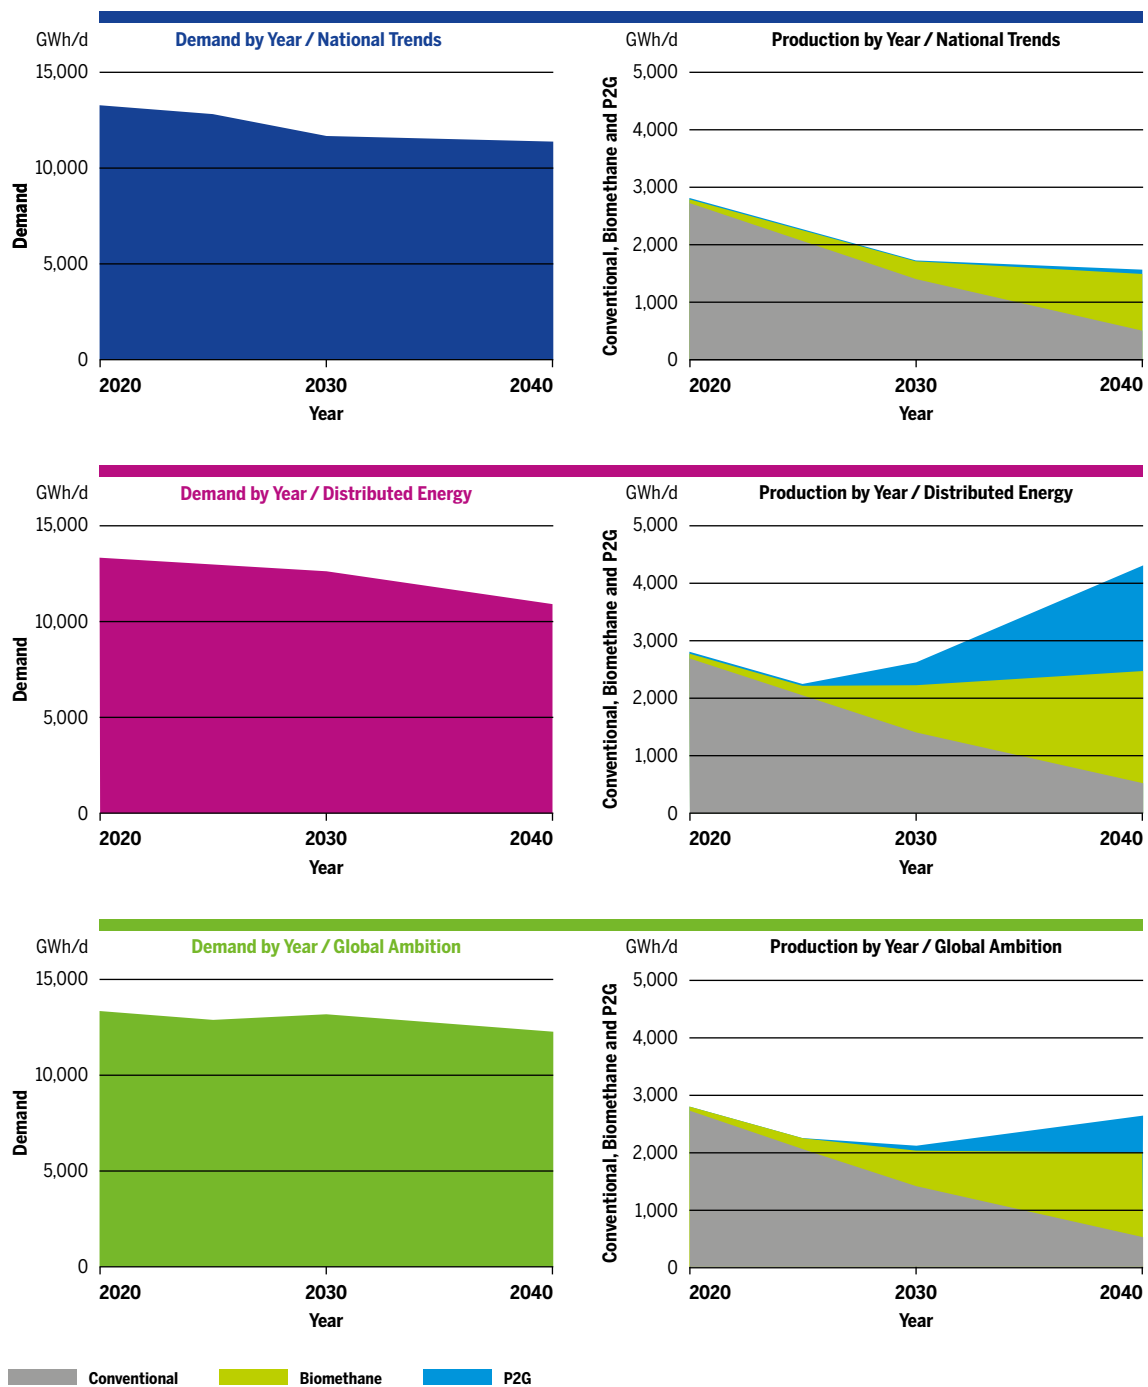 GWh/d Demand by Year / National Trends
15,000
10,000
5,000
0
Demand
2020 2030 2040
Year
GWh/d Production by Year / National Trends
5,000
4,000
3,000
2,000
1,000
0
Conventional, Biomethane and P2G
2020 2030 2040
Year
GWh/d Demand by Year / Distributed Energy
15,000
10,000
5,000
0
Demand
2020 2030 2040
Year
GWh/d Production by Year / Distributed Energy
5,000
4,000
3,000
2,000
1,000
0
Conventional, Biomethane and P2G
2020 2030 2040
Year
GWh/d Demand by Year / Global Ambition
15,000
10,000
5,000
0
Demand
2020 2030 2040
Year
GWh/d Production by Year / Global Ambition
5,000
4,000
3,000
2,000
1,000
0
Conventional, Biomethane and P2G
2020 2030 2040
Year
Conventional Biomethane P2G